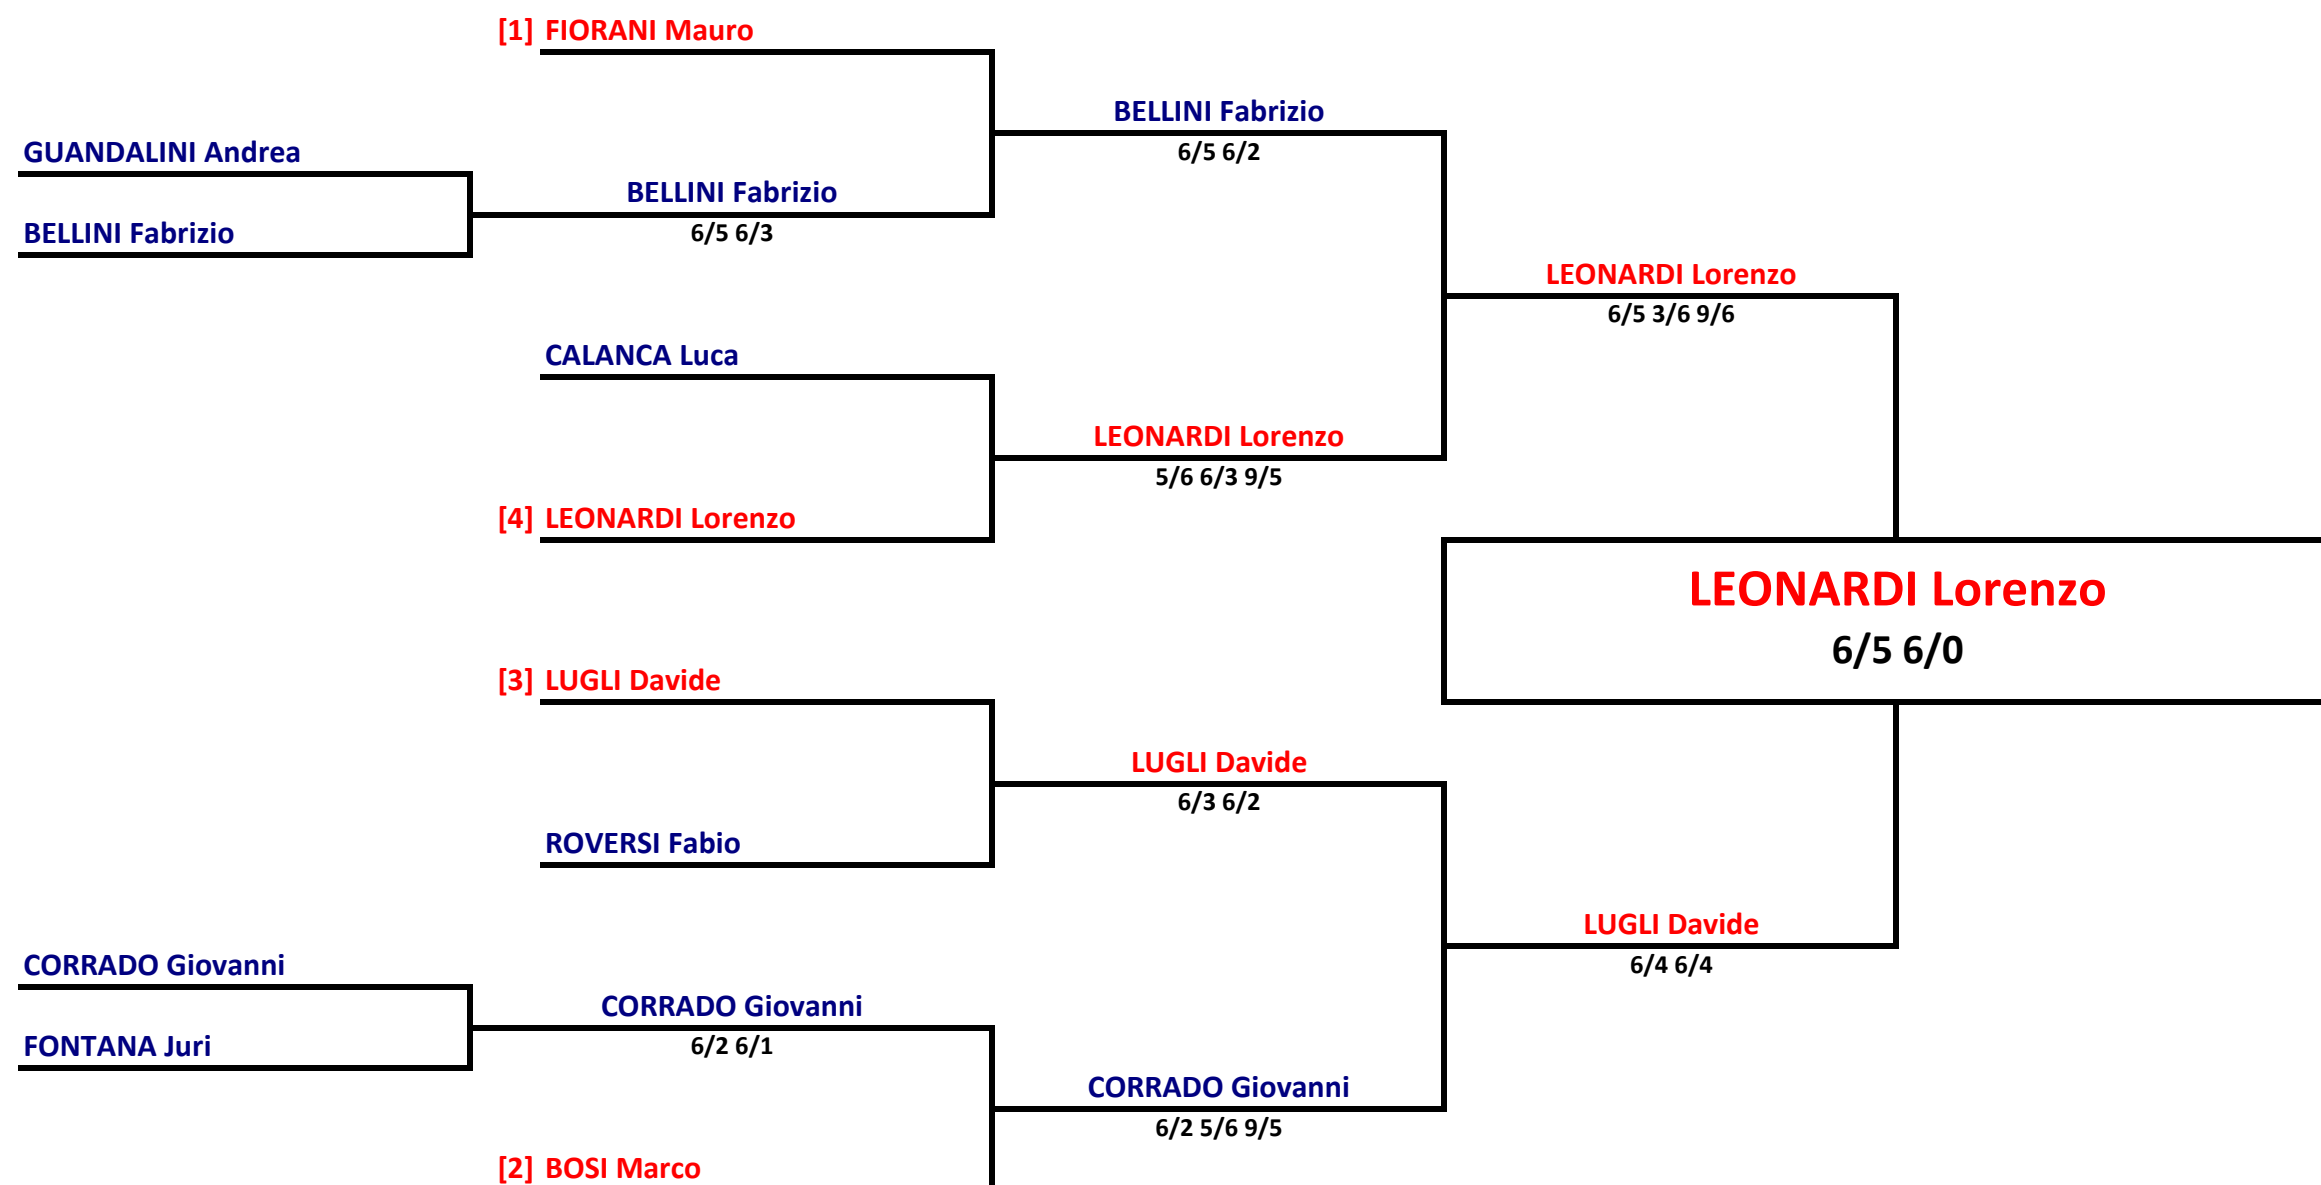 [1] FIORANI Mauro
BELLINI Fabrizio
6/5 6/2
GUANDALINI Andrea
BELLINI Fabrizio
6/5 6/3
BELLINI Fabrizio
LEONARDI Lorenzo
6/5 3/6 9/6
CALANCA Luca
LEONARDI Lorenzo
5/6 6/3 9/5
[4] LEONARDI Lorenzo
LEONARDI Lorenzo
6/5 6/0
[3] LUGLI Davide
LUGLI Davide
6/3 6/2
ROVERSI Fabio
LUGLI Davide
6/4 6/4
CORRADO Giovanni
CORRADO Giovanni
6/2 6/1
FONTANA Juri
CORRADO Giovanni
6/2 5/6 9/5
[2] BOSI Marco